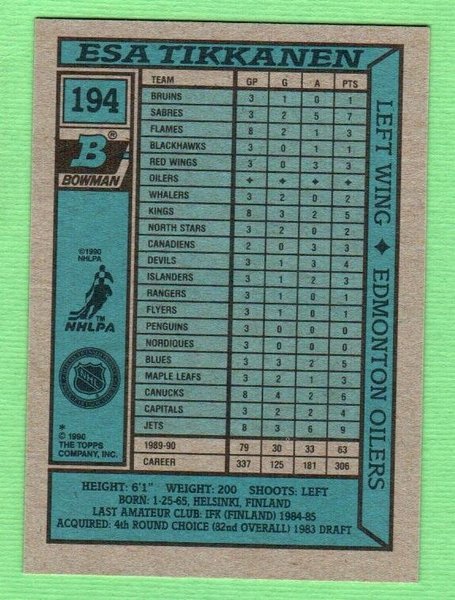 ESA TIKKANEN
194
B®
BOWMAN
©1990
NHLPA
™
NHLPA
NHL
*
© 1990
THE TOPPS
COMPANY, INC.
TEAM GP G A PTS
BRUINS 3 1 0 1
SABRES 3 2 5 7
FLAMES 8 2 1 3
BLACKHAWKS 3 0 1 1
RED WINGS 3 0 3 3
OILERS ✦ ✦ ✦ ✦
WHALERS 3 2 0 2
KINGS 8 3 2 5
NORTH STARS 3 2 0 2
CANADIENS 2 0 3 3
DEVILS 3 1 3 4
ISLANDERS 3 1 2 3
RANGERS 3 1 0 1
FLYERS 3 1 0 1
PENGUINS 3 0 0 0
NORDIQUES 3 0 0 0
BLUES 3 3 2 5
MAPLE LEAFS 3 3 0 3
CANUCKS 8 4 2 6
CAPITALS 3 2 2 4
JETS 8 3 6 9
1989-90 79 30 33 63
CAREER 337 125 181 306
LEFT WING ✦ EDMONTON OILERS
HEIGHT: 6'1" WEIGHT: 200 SHOOTS: LEFT
BORN: 1-25-65, HELSINKI, FINLAND
LAST AMATEUR CLUB: IFK (FINLAND) 1984-85
ACQUIRED: 4th ROUND CHOICE (82nd OVERALL) 1983 DRAFT